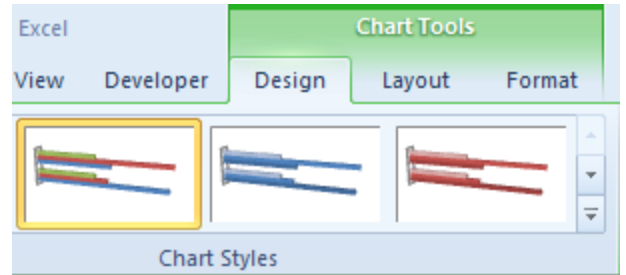 Excel Chart Tools
View Developer Design Layout Format
Chart Styles